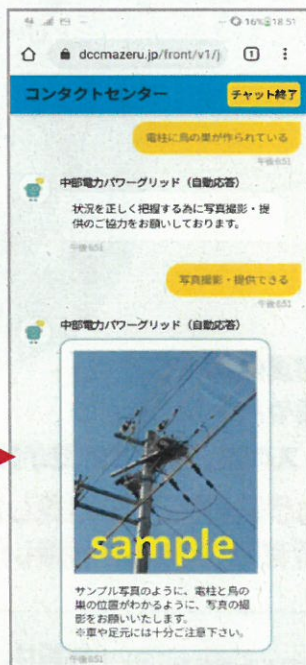 16% 18:51
dccmazeru.jp/front/v1/j
1
コンタクトセンター
チャット終了
電柱に鳥の巣が作られている
午後6:51
中部電力パワーグリッド（自動応答）
状況を正しく把握する為に写真撮影・提
供のご協力をお願いしております。
午後6:51
写真撮影・提供できる
午後6:51
中部電力パワーグリッド（自動応答）
sample
サンプル写真のように、電柱と鳥の
巣の位置がわかるように、写真の撮
影をお願いいたします。
※車や足元には十分ご注意下さい。
午後6:51